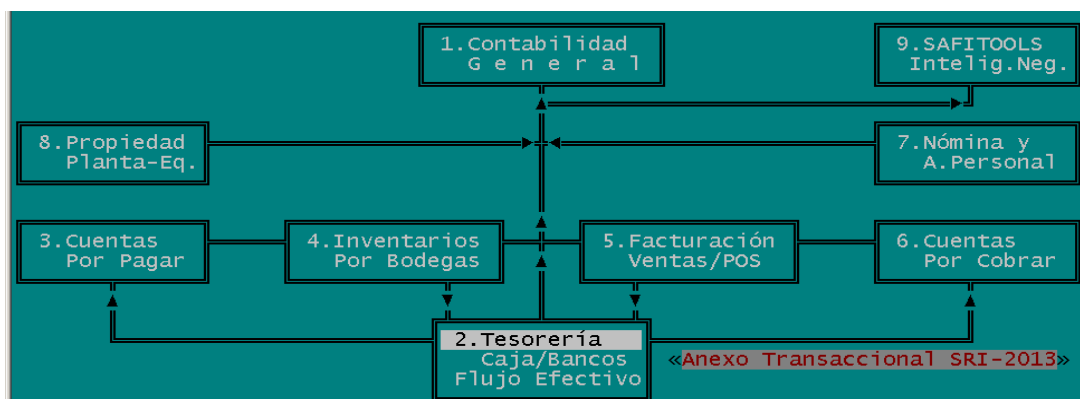 1.Contabilidad
G e n e r a l
9.SAFITOOLS
Intelig.Neg.
8.Propiedad
Planta-Eq.
7.Nómina y
A.Personal
3.Cuentas
Por Pagar
4.Inventarios
Por Bodegas
5.Facturación
Ventas/POS
6.Cuentas
Por Cobrar
2.Tesorería
Caja/Bancos
Flujo Efectivo
«Anexo Transaccional SRI-2013»